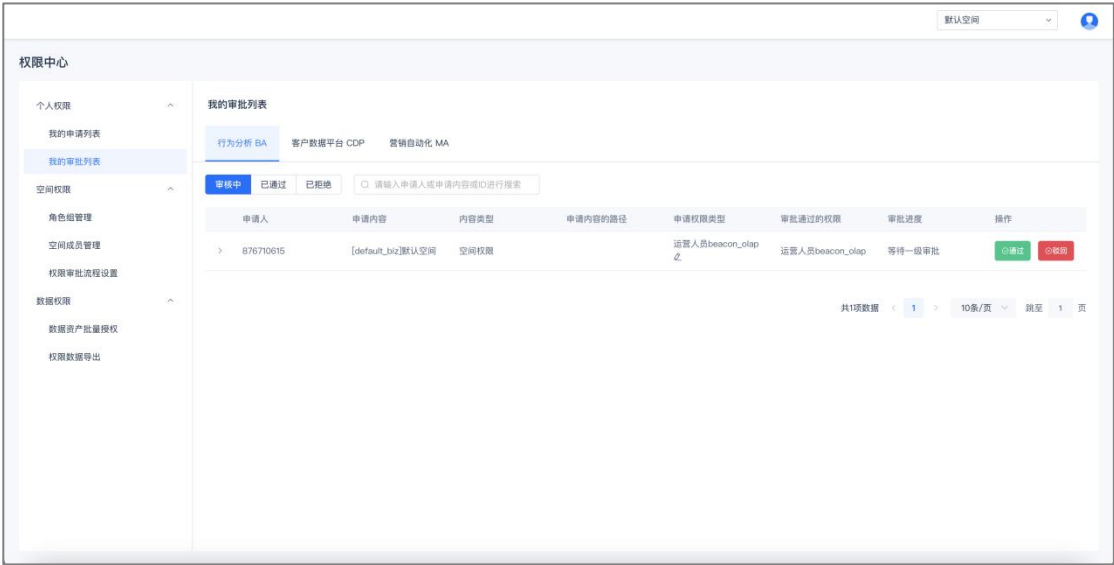 默认空间
权限中心
个人权限
我的申请列表
我的审批列表
空间权限
角色组管理
空间成员管理
权限审批流程设置
数据权限
数据资产批量授权
权限数据导出
我的审批列表
行为分析 BA 客户数据平台 CDP 营销自动化 MA
审核中 已通过 已拒绝 请输入申请人或申请内容或ID进行搜索
申请人 申请内容 内容类型 申请内容的路径 申请权限类型 审批通过的权限 审批进度 操作
876710615 [default_biz]默认空间 空间权限 运营人员beacon_olap 运营人员beacon_olap 等待一级审批 通过 驳回
共1项数据 < 1 > 10条/页 跳至 1 页